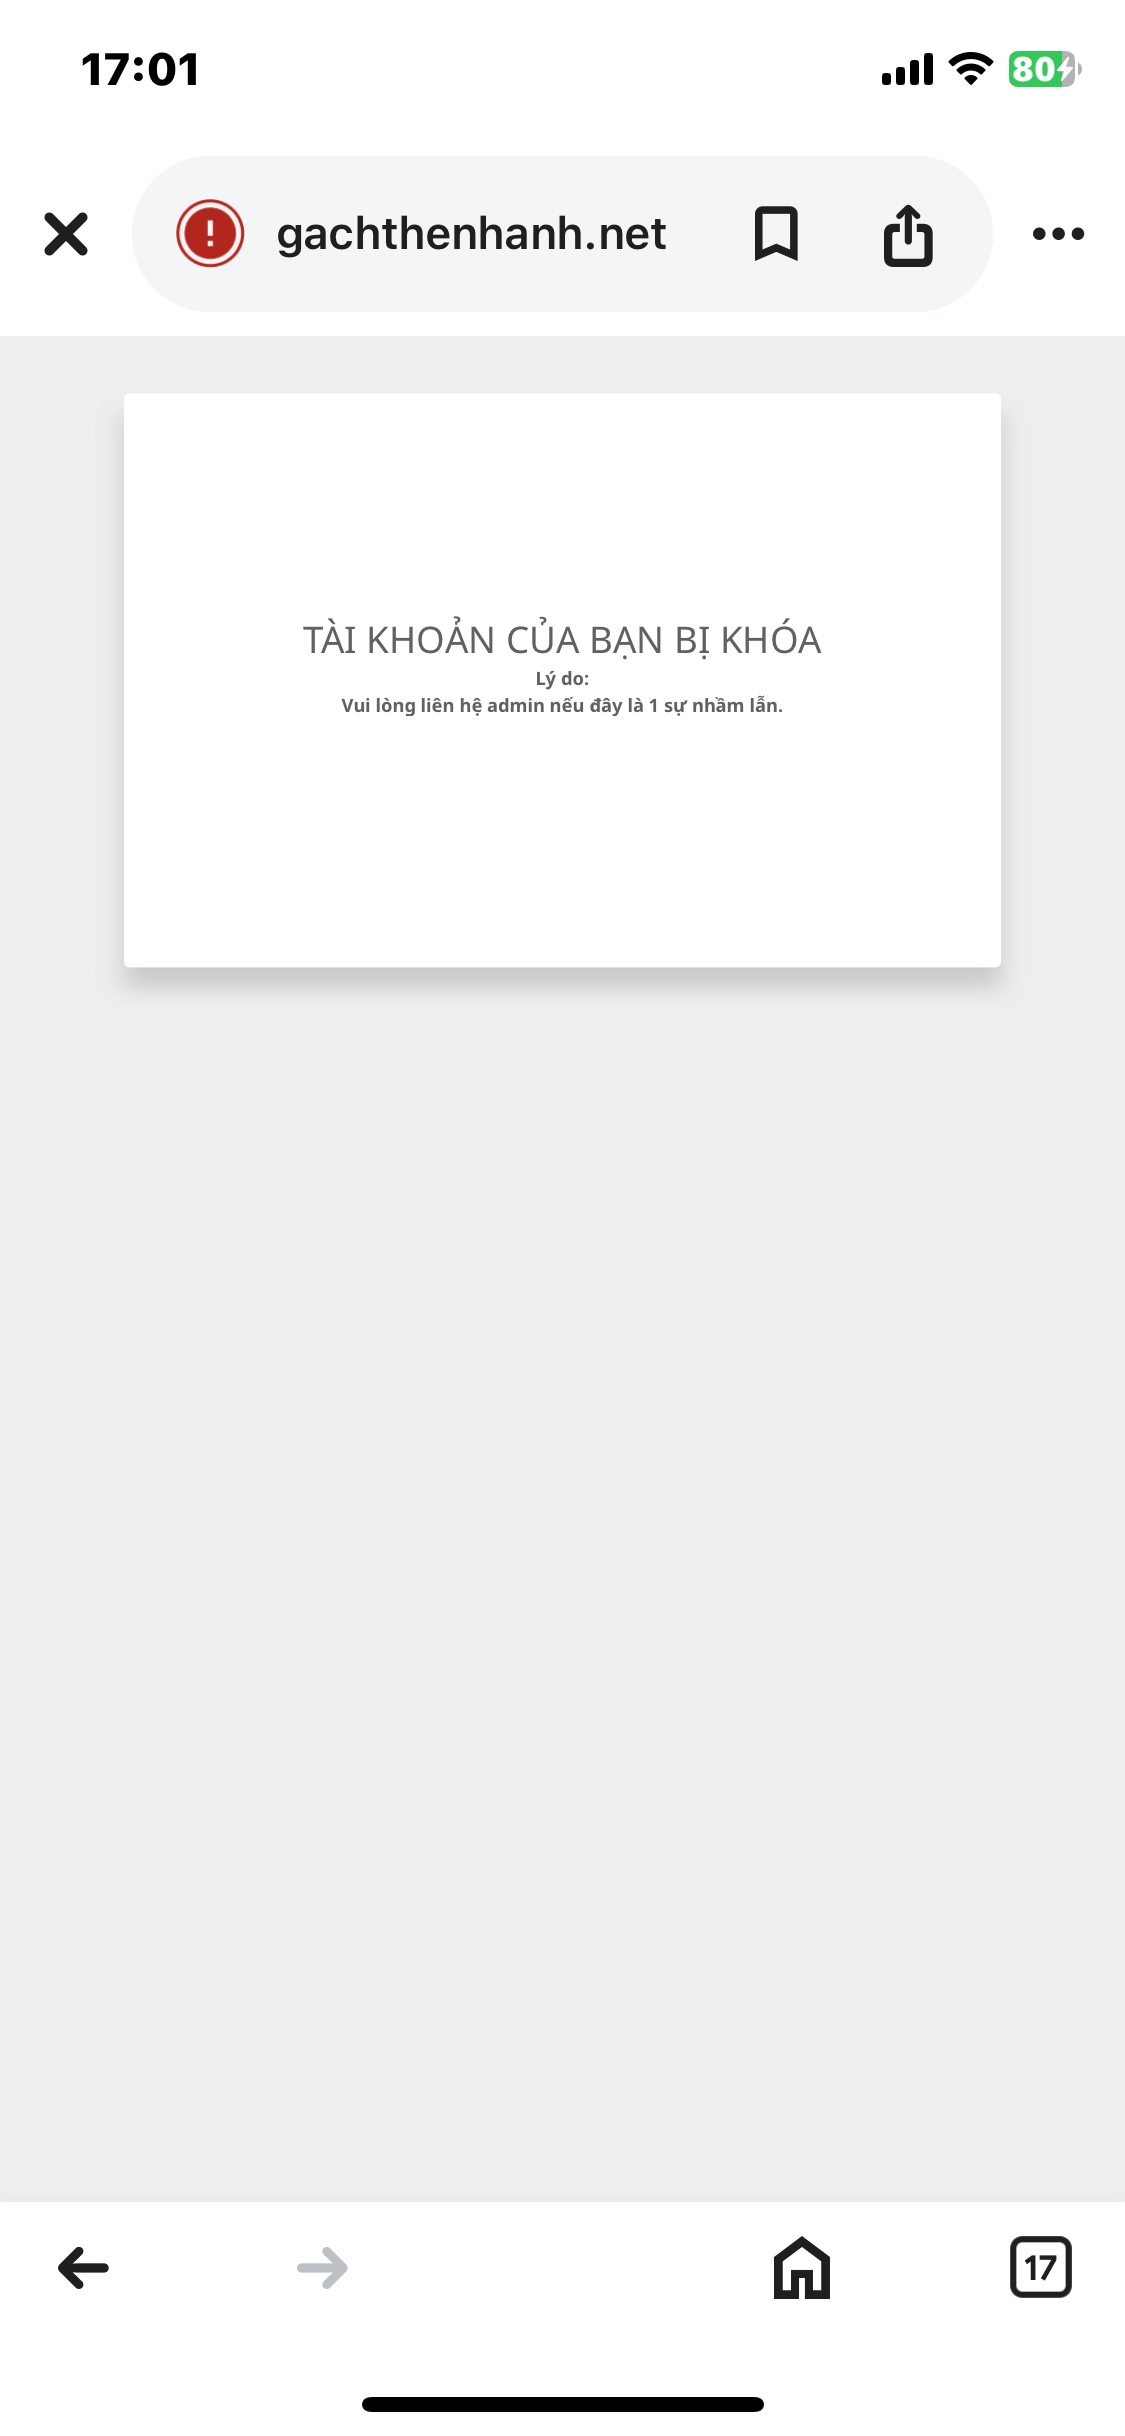 17:01
80
gachthenhanh.net
TÀI KHOẢN CỦA BẠN BỊ KHÓA
Lý do:
Vui lòng liên hệ admin nếu đây là 1 sự nhầm lẫn.
17